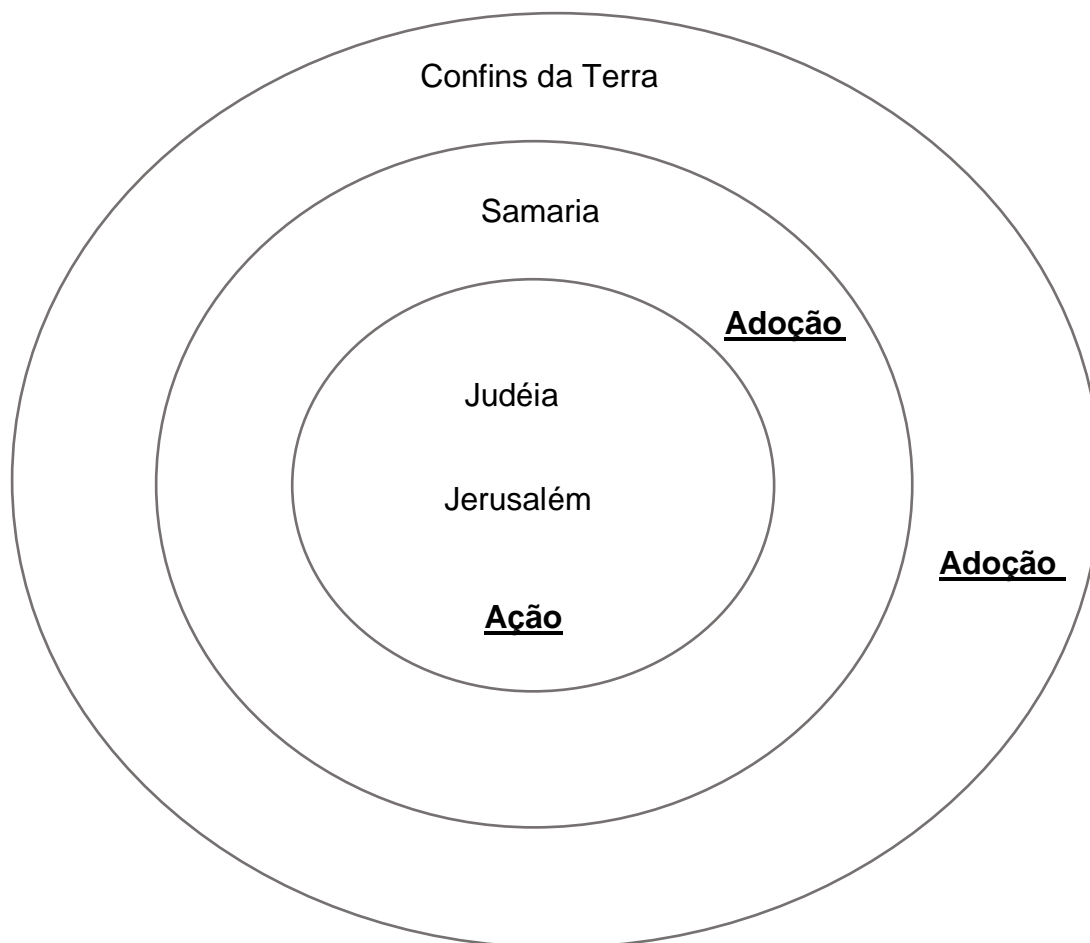 Confins da Terra
Samaria
Adoção
Judéia
Jerusalém
Adoção
Ação